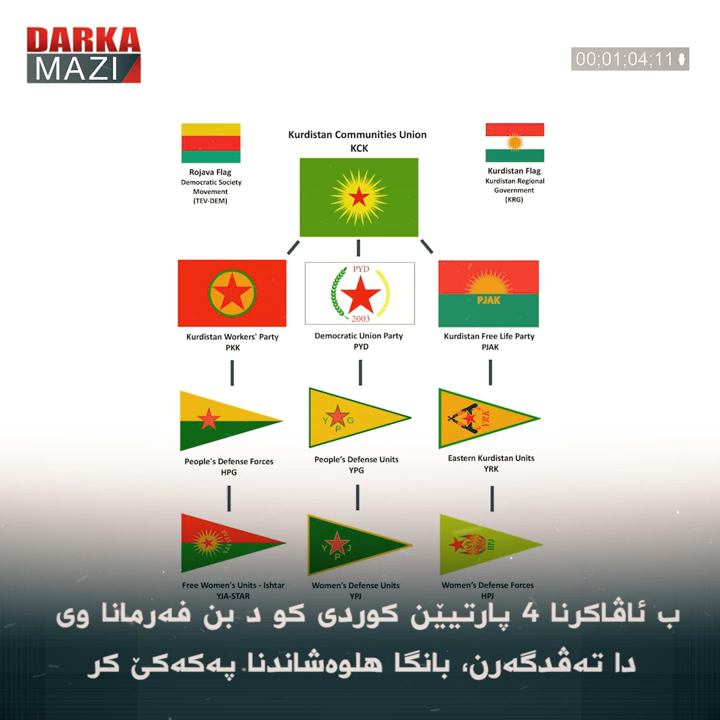 DARKA
MAZI
00;01;04;11
Kurdistan Communities Union
KCK
Rojava Flag
Democratic Society
Movement
(TEV-DEM)
Kurdistan Flag
Kurdistan Regional
Government
(KRG)
PYD
2003
PJAK
Kurdistan Workers' Party
PKK
Democratic Union Party
PYD
Kurdistan Free Life Party
PJAK
Y P G
YRK
People's Defense Forces
HPG
People's Defense Units
YPG
Eastern Kurdistan Units
YRK
Y P J
HPJ
Free Women's Units - Ishtar
YJA-STAR
Women's Defense Units
YPJ
Women's Defense Forces
HPJ
ب ئاڤاکرنا 4 پارتیێن کوردی کو د بن فەرمانا وی
دا تەڤدگەرن، بانگا هلوەشاندنا پەکەکێ کر